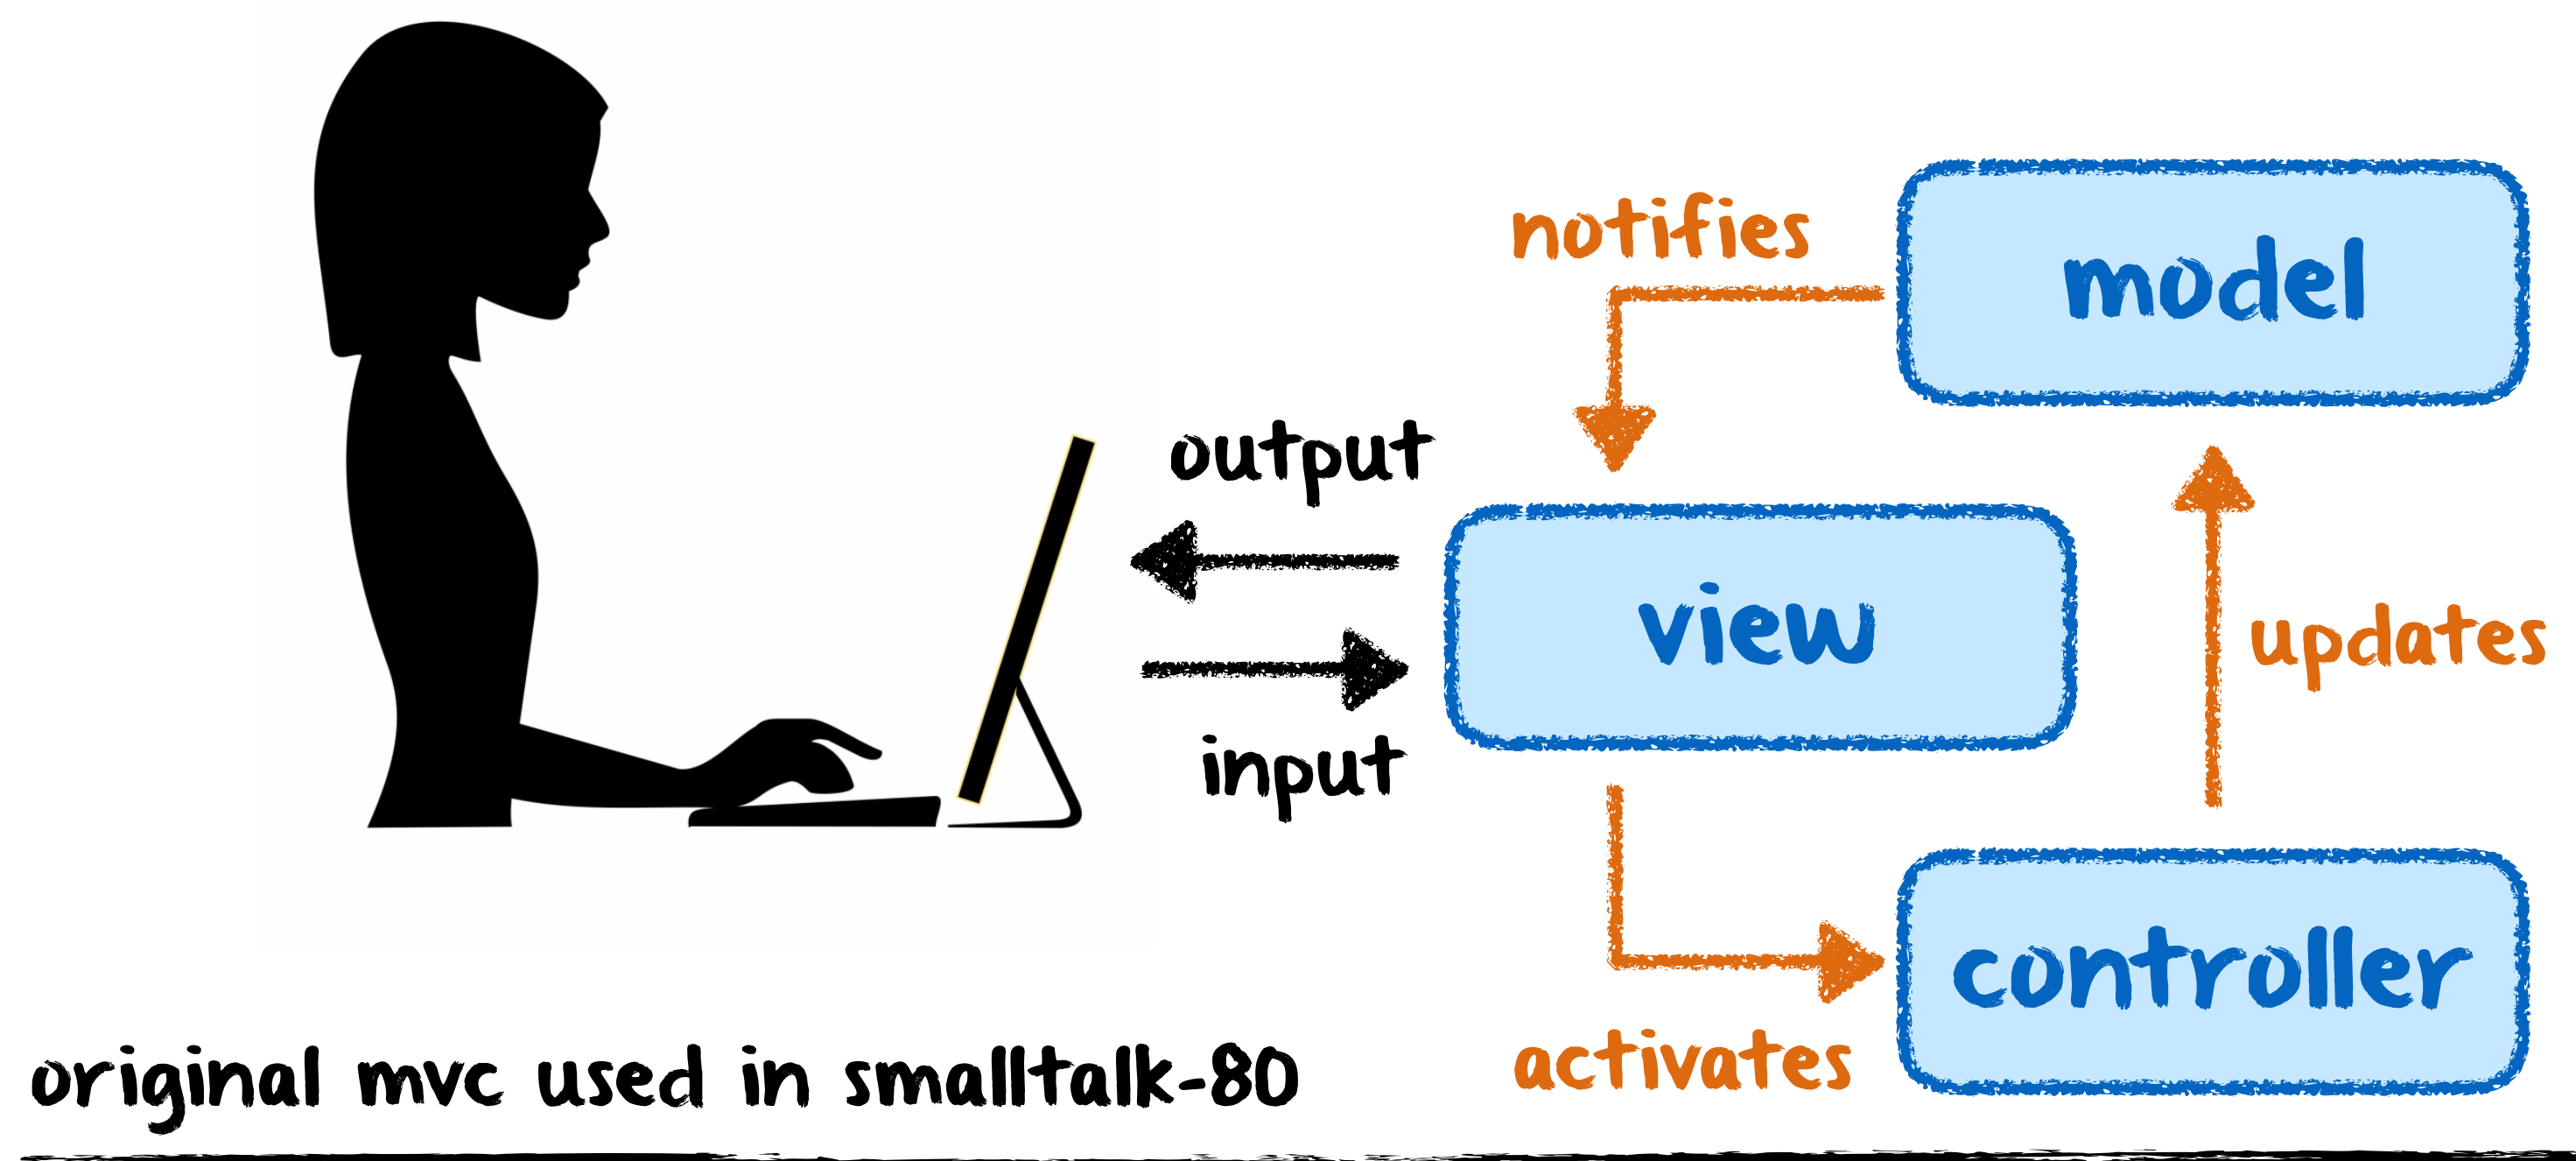 notifies
model
output
view
updates
input
controller
activates
original mvc used in smalltalk-80